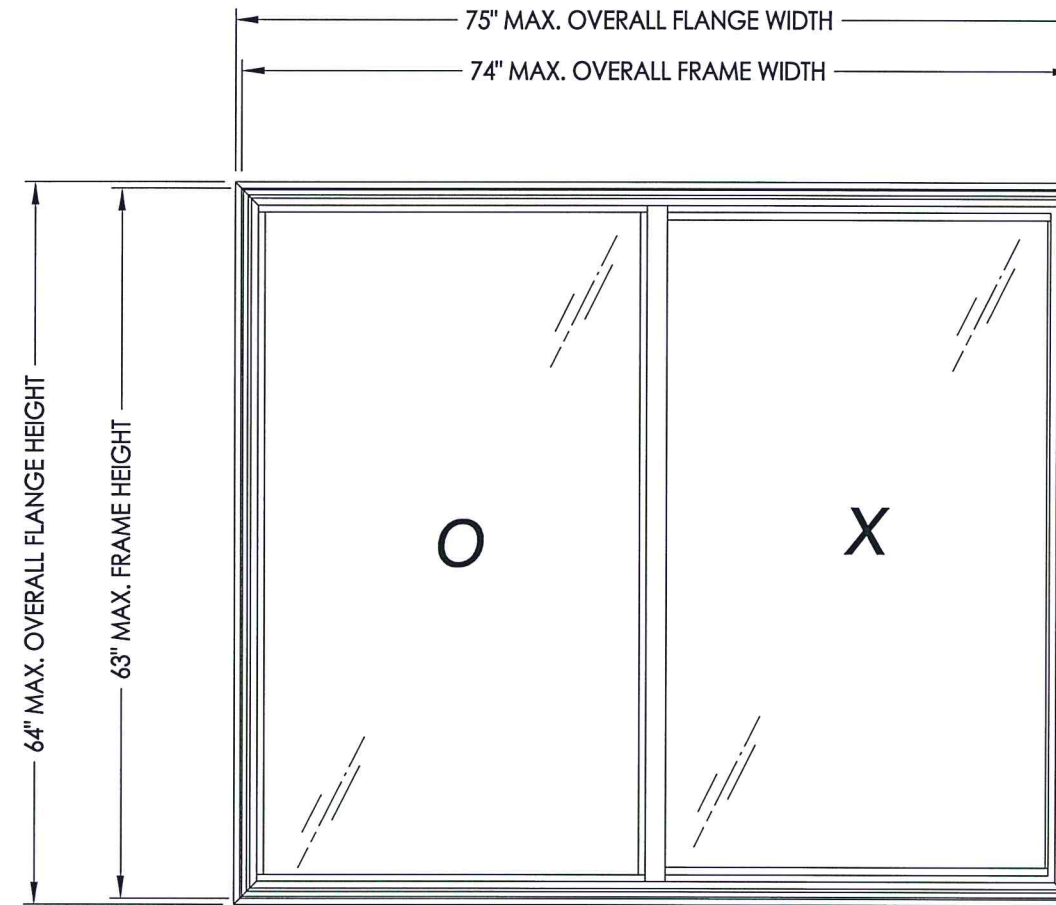 75" MAX. OVERALL FLANGE WIDTH
74" MAX. OVERALL FRAME WIDTH
64" MAX. OVERALL FLANGE HEIGHT
63" MAX. FRAME HEIGHT
O
X